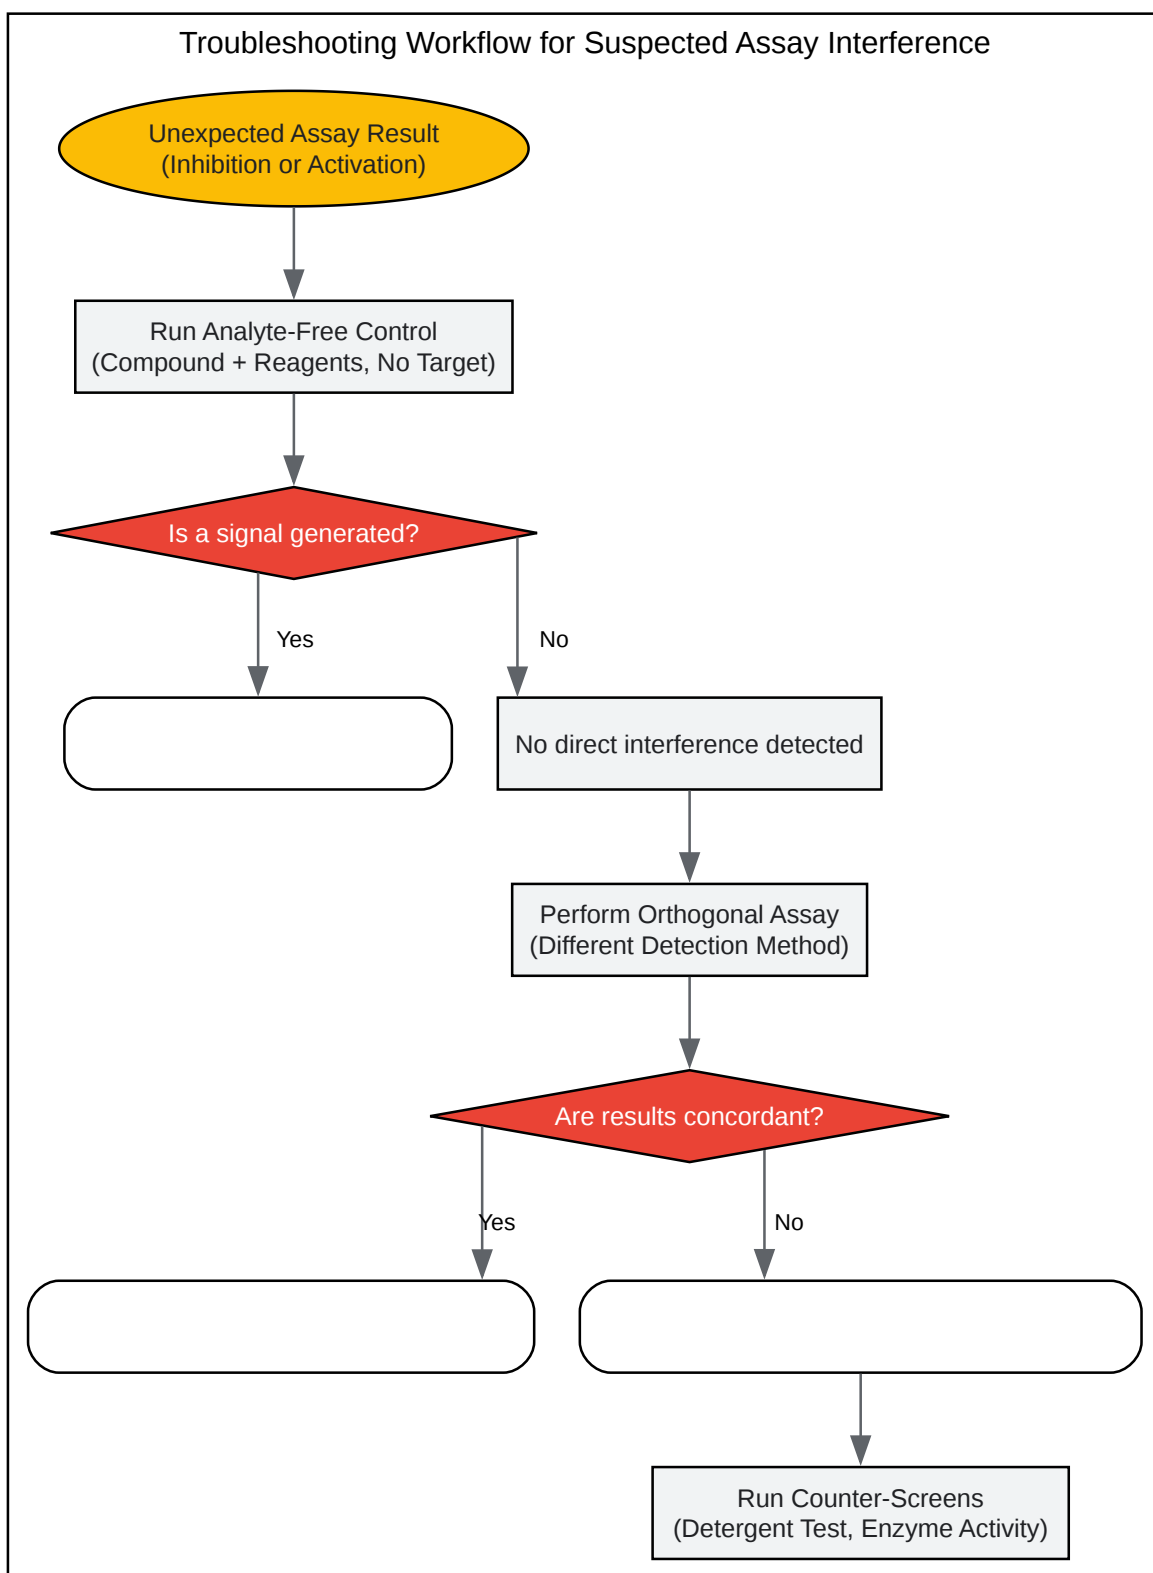 Troubleshooting Workflow for Suspected Assay Interference
Unexpected Assay Result
(Inhibition or Activation)
Run Analyte-Free Control
(Compound + Reagents, No Target)
Is a signal generated?
Yes
No
No direct interference detected
Perform Orthogonal Assay
(Different Detection Method)
Are results concordant?
Yes
No
Run Counter-Screens
(Detergent Test, Enzyme Activity)